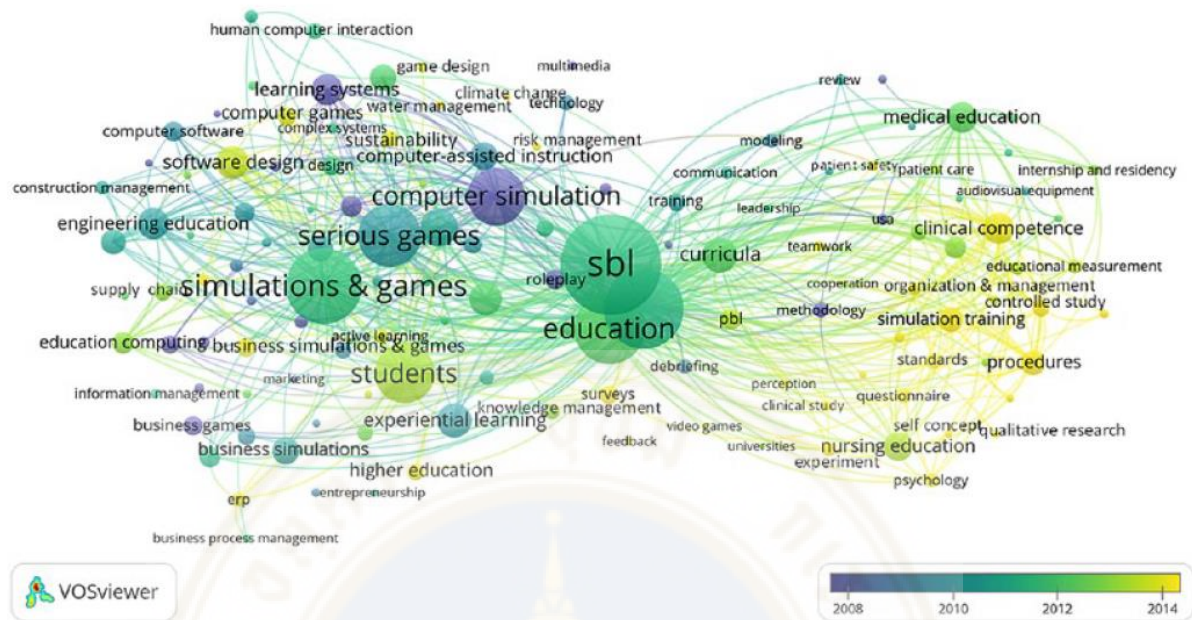 human computer interaction
game design
multimedia
learning systems
climate change
review
computer games
water management
technology
medical education
complex systems
computer software
sustainability
risk management
modeling
software design
design
computer-assisted instruction
patient safety
patient care
internship and residency
communication
construction management
audiovisual equipment
computer simulation
training
leadership
engineering education
usa
clinical competence
serious games
teamwork
curricula
sbl
educational measurement
roleplay
cooperation
organization & management
simulations & games
supply chain
controlled study
methodology
pbl
simulation training
education
active learning
education computing
business simulations & games
standards
procedures
debriefing
students
marketing
perception
information management
surveys
questionnaire
knowledge management
clinical study
experiential learning
business games
video games
self concept
qualitative research
feedback
universities
nursing education
business simulations
experiment
higher education
psychology
erp
entrepreneurship
business process management
VOSviewer
2008 2010 2012 2014